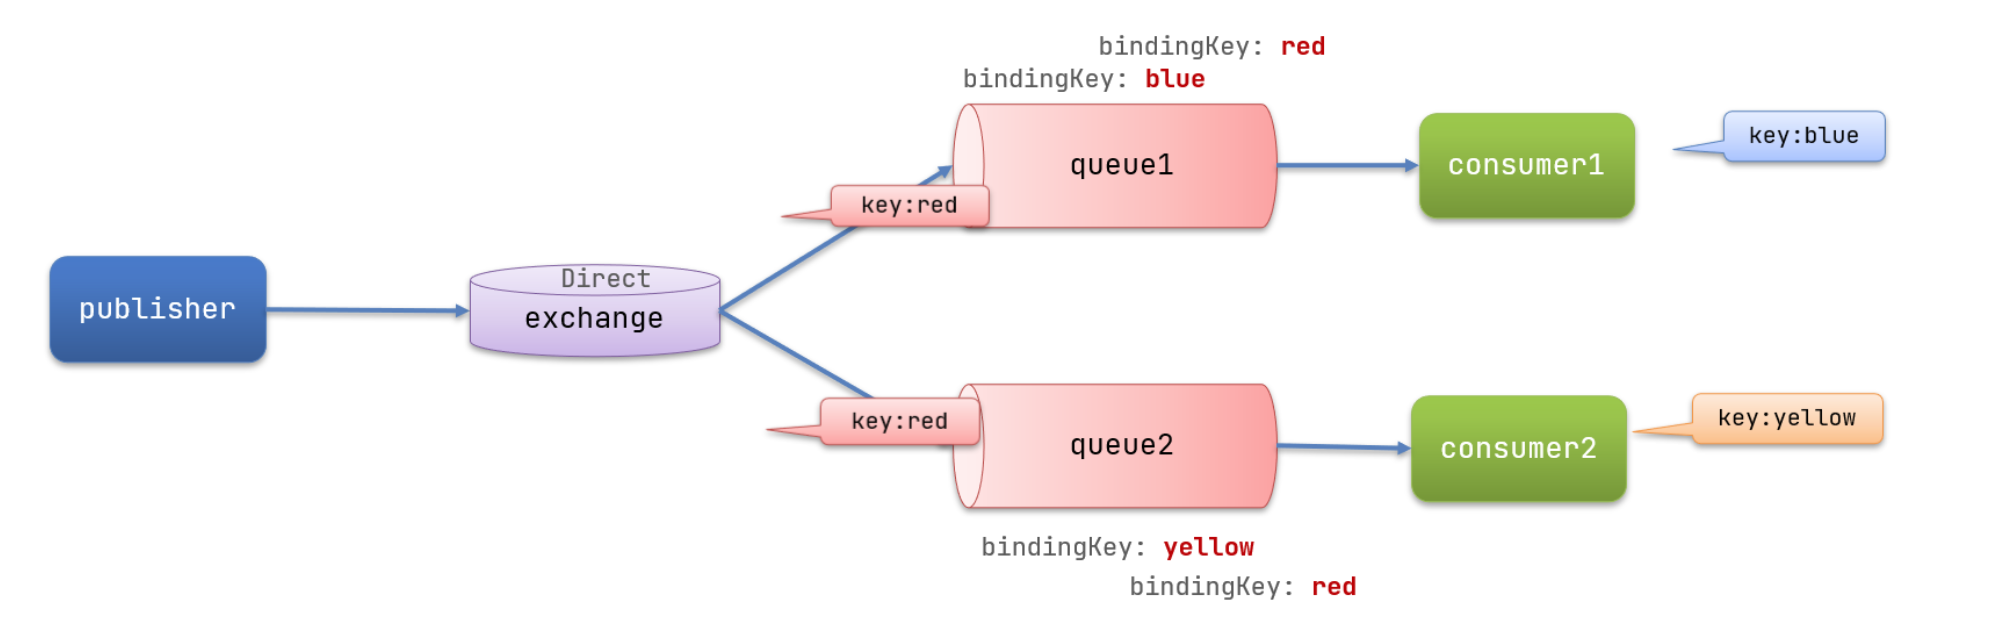 bindingKey: red
bindingKey: blue
queue1
consumer1
key:blue
key:red
publisher
Direct
exchange
key:red
queue2
consumer2
key:yellow
bindingKey: yellow
bindingKey: red